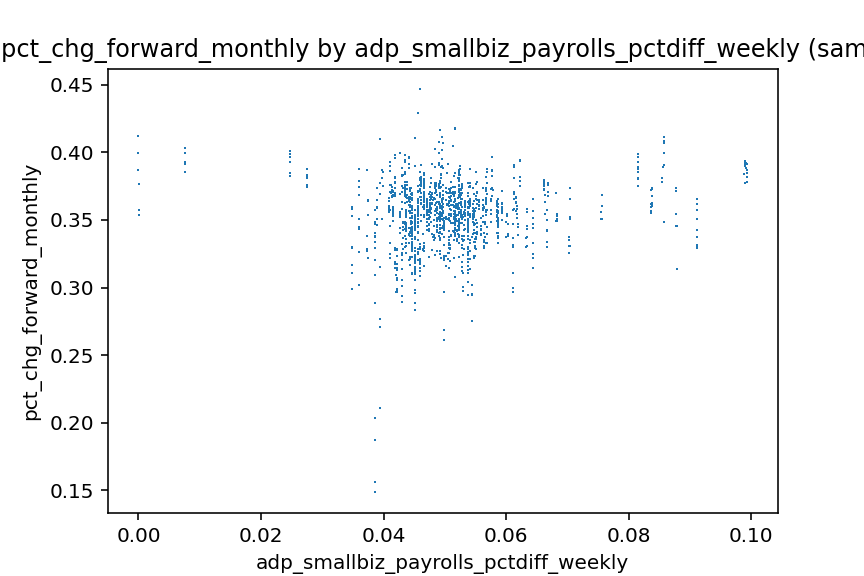 pct_chg_forward_monthly by adp_smallbiz_payrolls_pctdiff_weekly (sam
0.45
0.40
0.35
0.30
0.25
0.20
0.15
pct_chg_forward_monthly
0.00 0.02 0.04 0.06 0.08 0.10
adp_smallbiz_payrolls_pctdiff_weekly